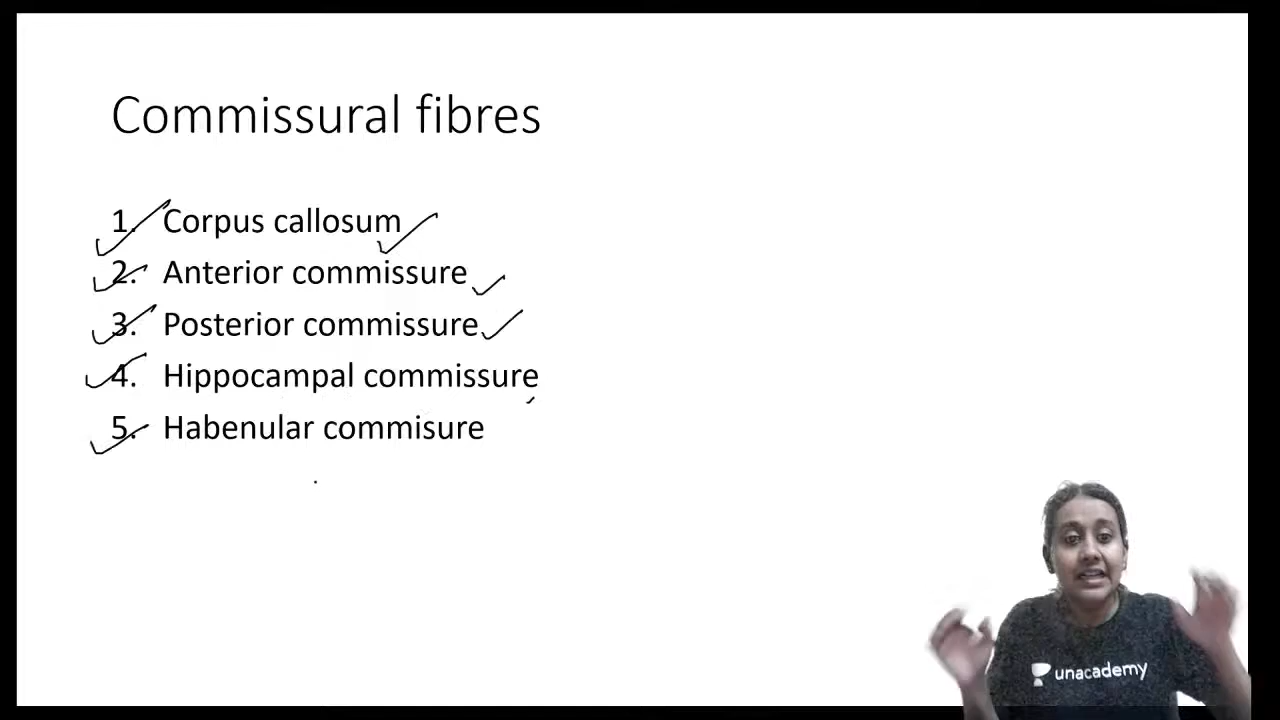 Commissural fibres
1. Corpus callosum
2. Anterior commissure
3. Posterior commissure
4. Hippocampal commissure
5. Habenular commisure
unacademy